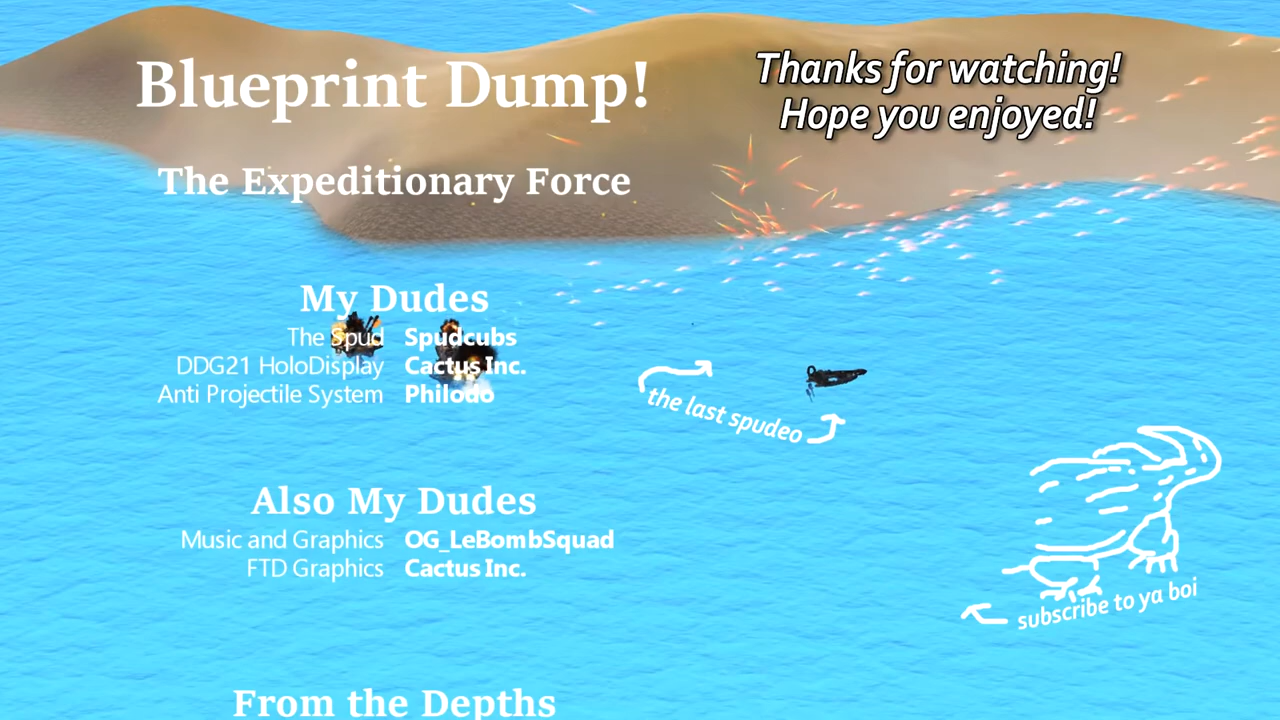 Blueprint Dump!
The Expeditionary Force
Thanks for watching!
Hope you enjoyed!
My Dudes
The Spud Spudcubs
DDG21 HoloDisplay Cactus Inc.
Anti Projectile System Philodo
the last spudeo
Also My Dudes
Music and Graphics OG_LeBombSquad
FTD Graphics Cactus Inc.
subscribe to ya boi
From the Depths